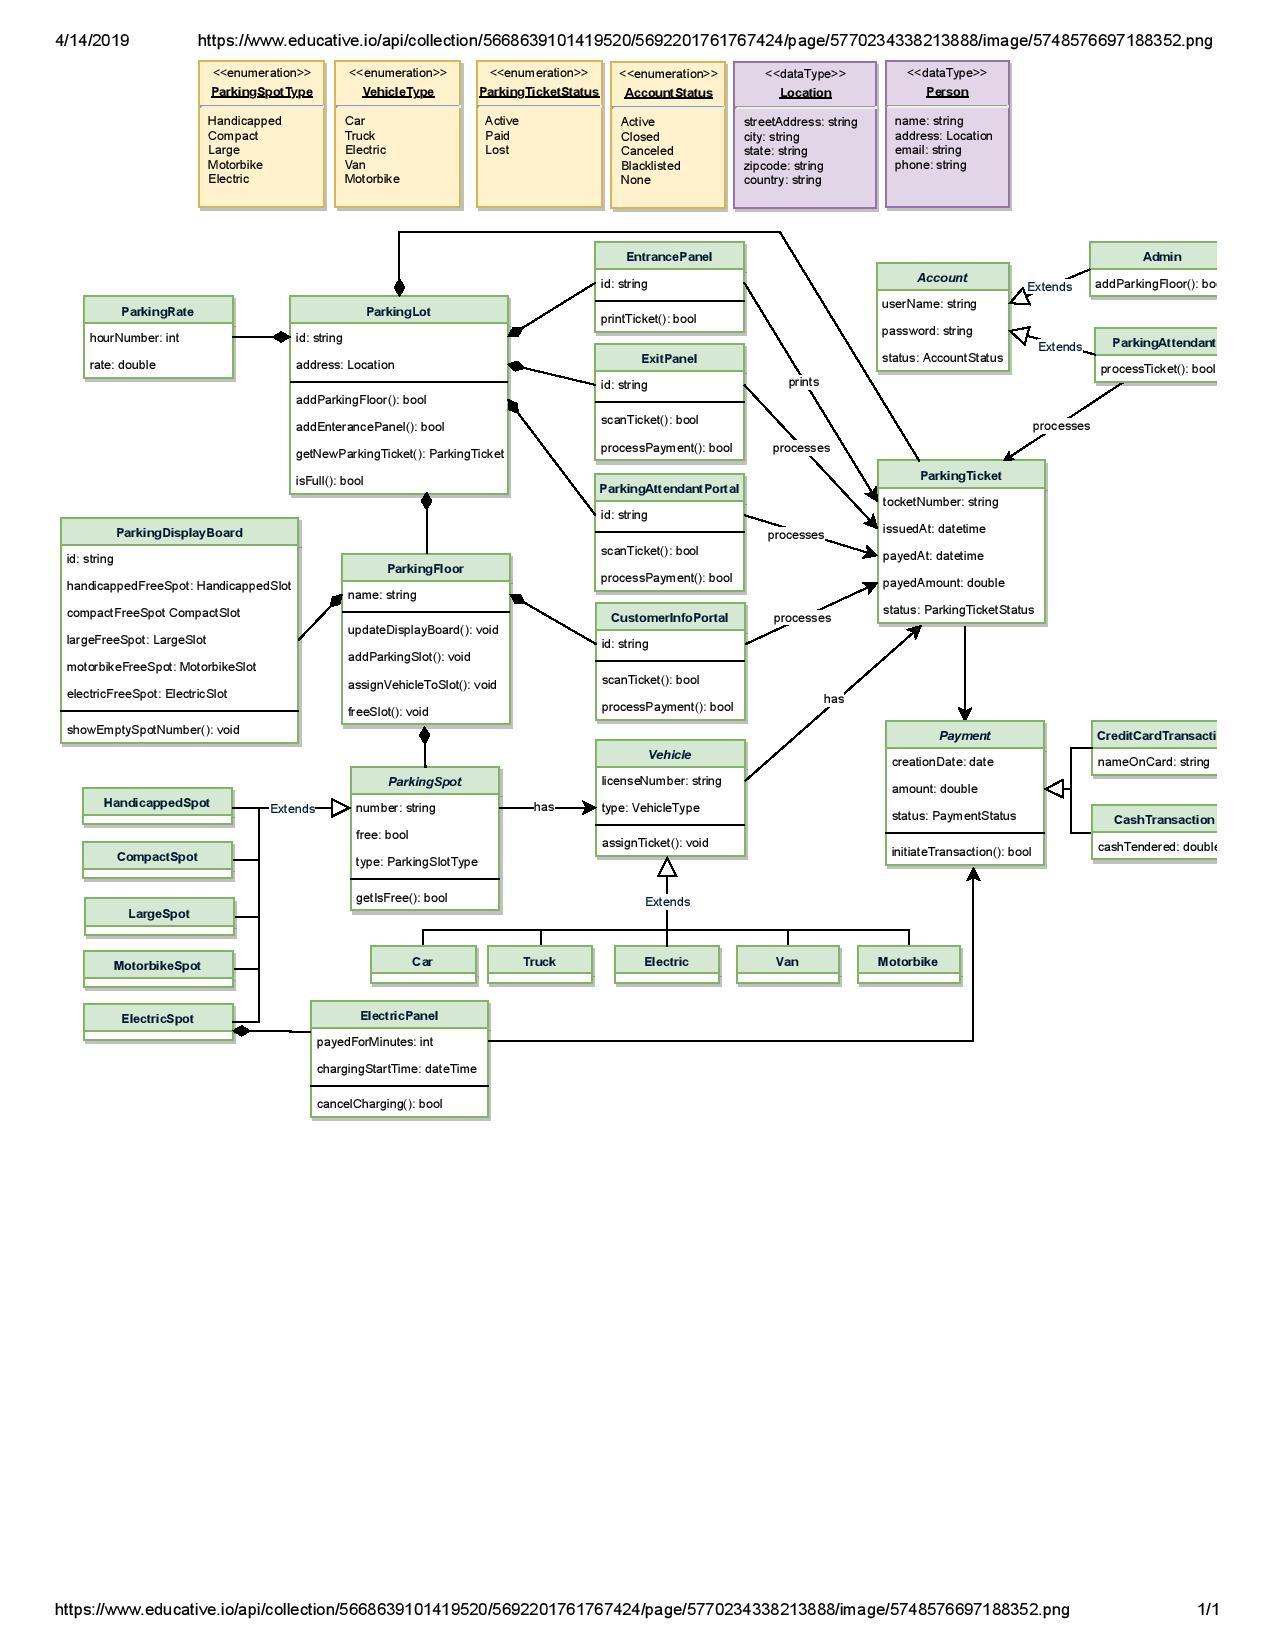 4/14/2019 https://www.educative.io/api/collection/5668639101419520/5692201761767424/page/5770234338213888/image/5748576697188352.png
<<enumeration>>
ParkingSpotType
Handicapped
Compact
Large
Motorbike
Electric
<<enumeration>>
VehicleType
Car
Truck
Electric
Van
Motorbike
<<enumeration>>
ParkingTicketStatus
Active
Paid
Lost
<<enumeration>>
AccountStatus
Active
Closed
Canceled
Blacklisted
None
<<dataType>>
Location
streetAddress: string
city: string
state: string
zipcode: string
country: string
<<dataType>>
Person
name: string
address: Location
email: string
phone: string
ParkingRate
hourNumber: int
rate: double
ParkingLot
id: string
address: Location
addParkingFloor(): bool
addEnterancePanel(): bool
getNewParkingTicket(): ParkingTicket
isFull(): bool
EntrancePanel
id: string
printTicket(): bool
ExitPanel
id: string
scanTicket(): bool
processPayment(): bool
prints
processes
Account
userName: string
password: string
status: AccountStatus
Extends
Extends
Admin
addParkingFloor(): bo
ParkingAttendant
processTicket(): bool
processes
ParkingAttendantPortal
id: string
scanTicket(): bool
processPayment(): bool
processes
ParkingTicket
tocketNumber: string
issuedAt: datetime
payedAt: datetime
payedAmount: double
status: ParkingTicketStatus
ParkingDisplayBoard
id: string
handicappedFreeSpot: HandicappedSlot
compactFreeSpot CompactSlot
largeFreeSpot: LargeSlot
motorbikeFreeSpot: MotorbikeSlot
electricFreeSpot: ElectricSlot
showEmptySpotNumber(): void
ParkingFloor
name: string
updateDisplayBoard(): void
addParkingSlot(): void
assignVehicleToSlot(): void
freeSlot(): void
CustomerInfoPortal
id: string
scanTicket(): bool
processPayment(): bool
processes
has
Vehicle
licenseNumber: string
type: VehicleType
assignTicket(): void
Payment
creationDate: date
amount: double
status: PaymentStatus
initiateTransaction(): bool
CreditCardTransacti
nameOnCard: string
CashTransaction
cashTendered: double
ParkingSpot
number: string
free: bool
type: ParkingSlotType
getIsFree(): bool
has
Extends
HandicappedSpot
CompactSpot
LargeSpot
MotorbikeSpot
ElectricSpot
Extends
Car
Truck
Electric
Van
Motorbike
ElectricPanel
payedForMinutes: int
chargingStartTime: dateTime
cancelCharging(): bool
https://www.educative.io/api/collection/5668639101419520/5692201761767424/page/5770234338213888/image/5748576697188352.png 1/1